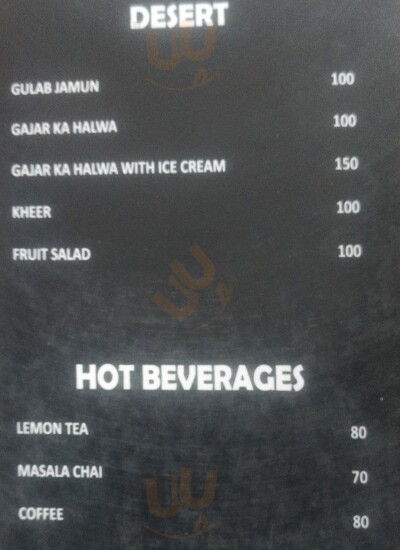 DESERT
GULAB JAMUN 100
GAJAR KA HALWA 100
GAJAR KA HALWA WITH ICE CREAM 150
KHEER 100
FRUIT SALAD 100
HOT BEVERAGES
LEMON TEA 80
MASALA CHAI 70
COFFEE 80